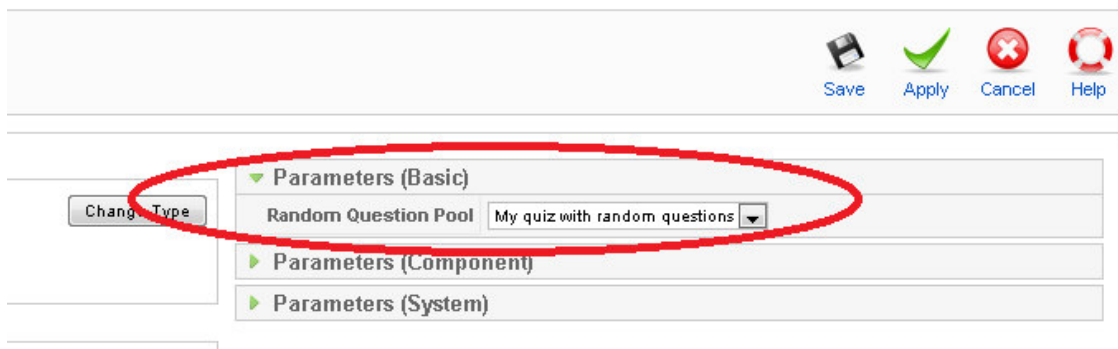 Save Apply Cancel Help
Parameters (Basic)
Change Type Random Question Pool My quiz with random questions
Parameters (Component)
Parameters (System)